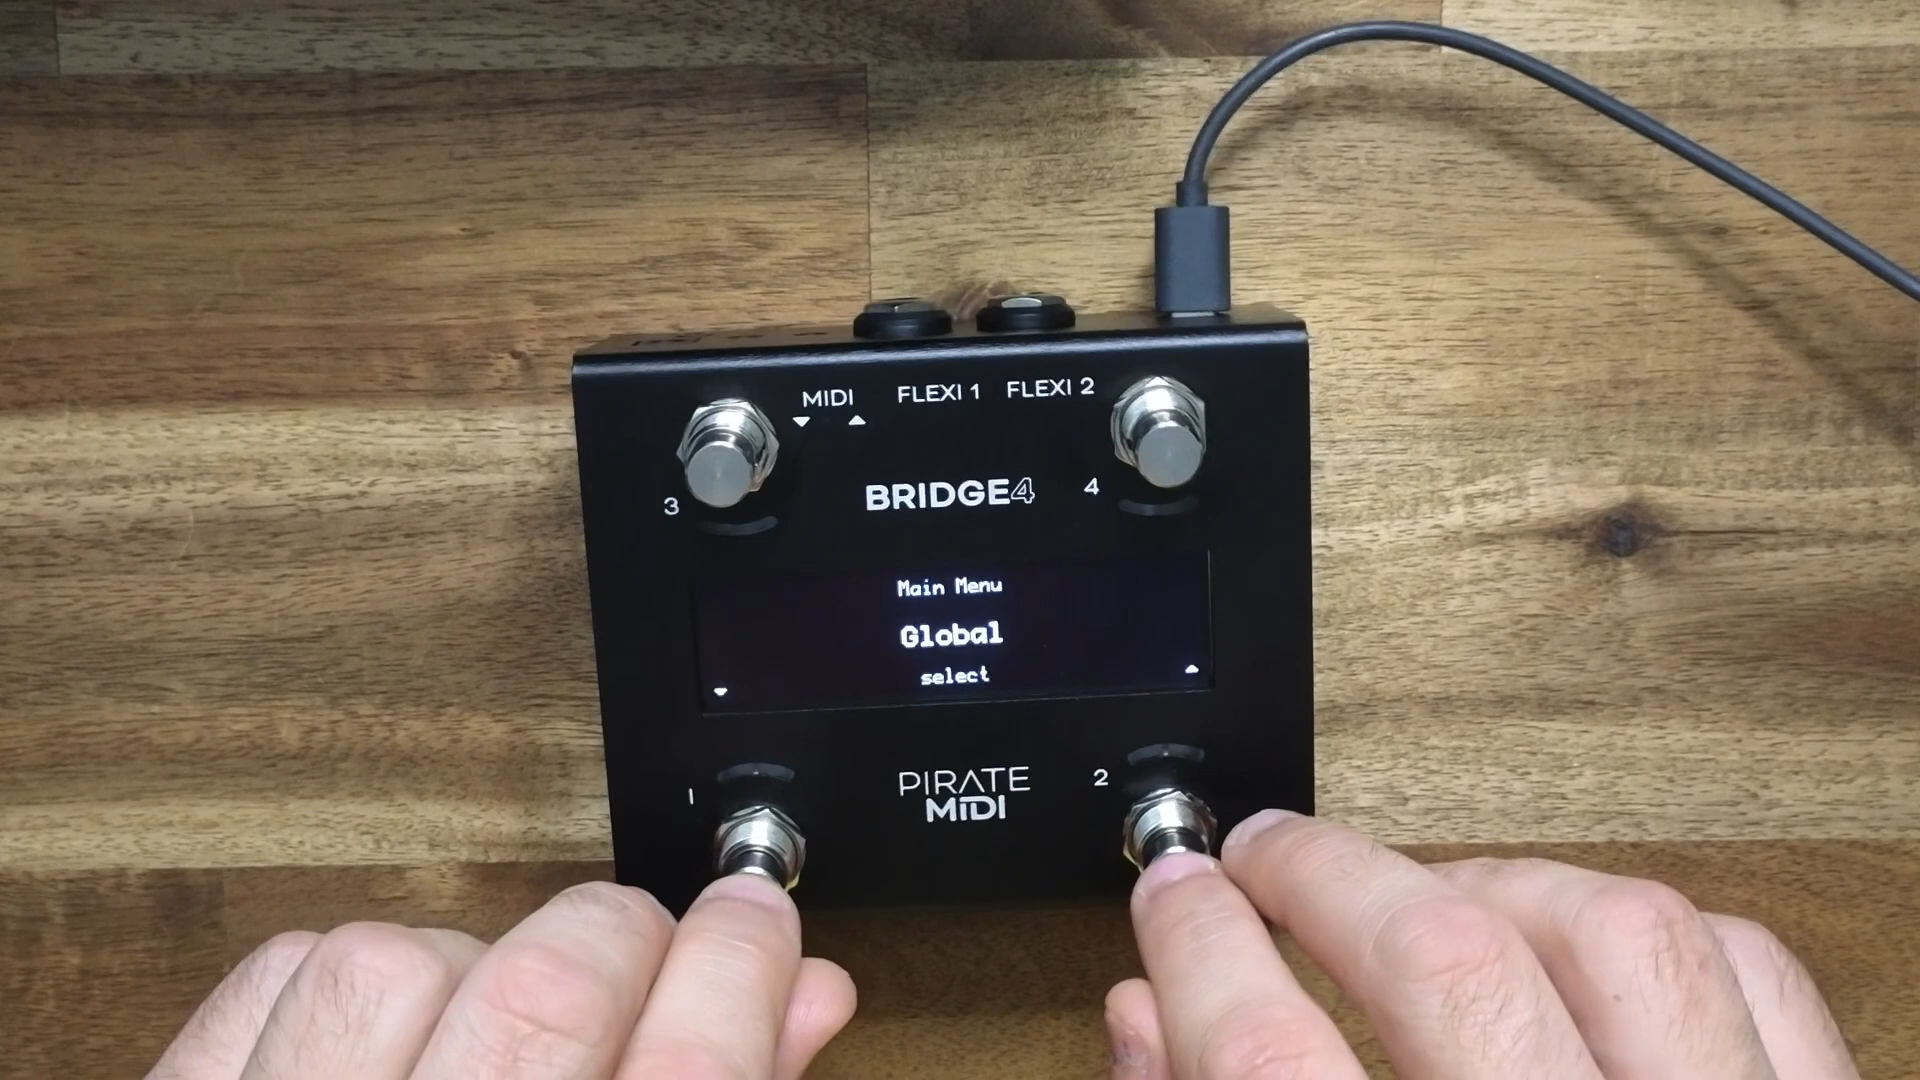 MIDI FLEXI 1 FLEXI 2
3 BRIDGE4 4
Main Menu
Global
select
1 PIRATE 2
MIDI